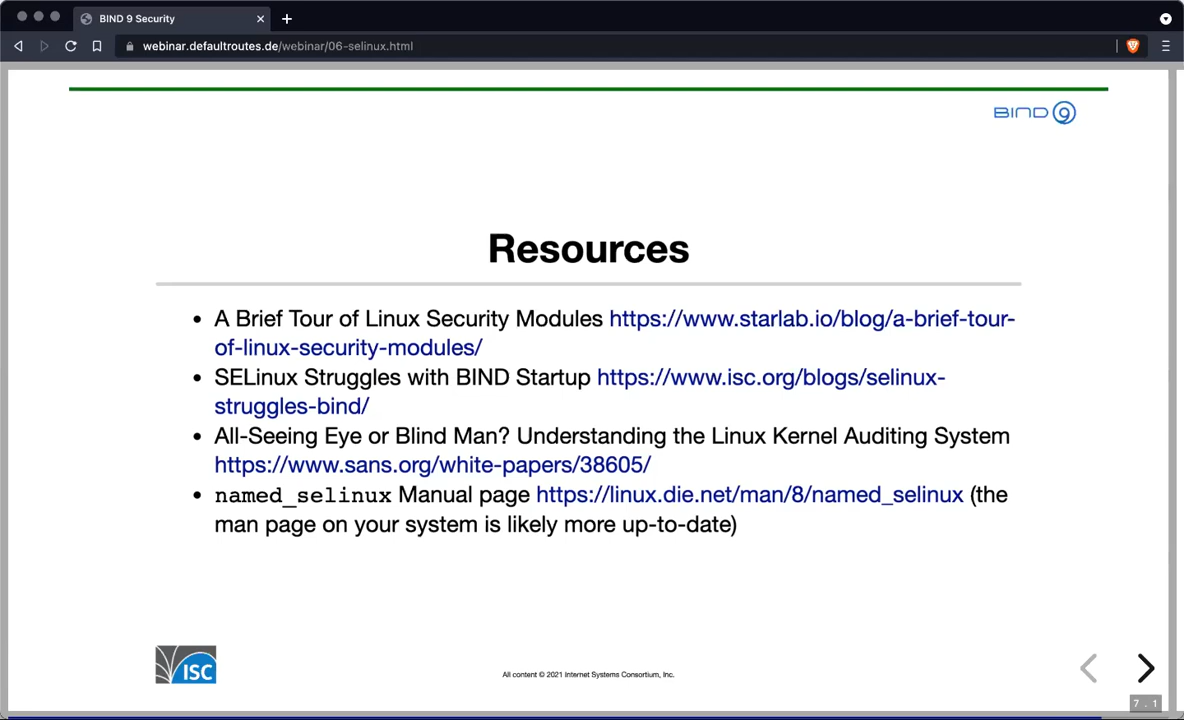 BIND 9 Security
webinar.defaultroutes.de/webinar/06-selinux.html
BIND 9
Resources
• A Brief Tour of Linux Security Modules https://www.starlab.io/blog/a-brief-tour-
of-linux-security-modules/
• SELinux Struggles with BIND Startup https://www.isc.org/blogs/selinux-
struggles-bind/
• All-Seeing Eye or Blind Man? Understanding the Linux Kernel Auditing System
https://www.sans.org/white-papers/38605/
• named_selinux Manual page https://linux.die.net/man/8/named_selinux (the
man page on your system is likely more up-to-date)
ISC
All content © 2021 Internet Systems Consortium, Inc.
7 . 1